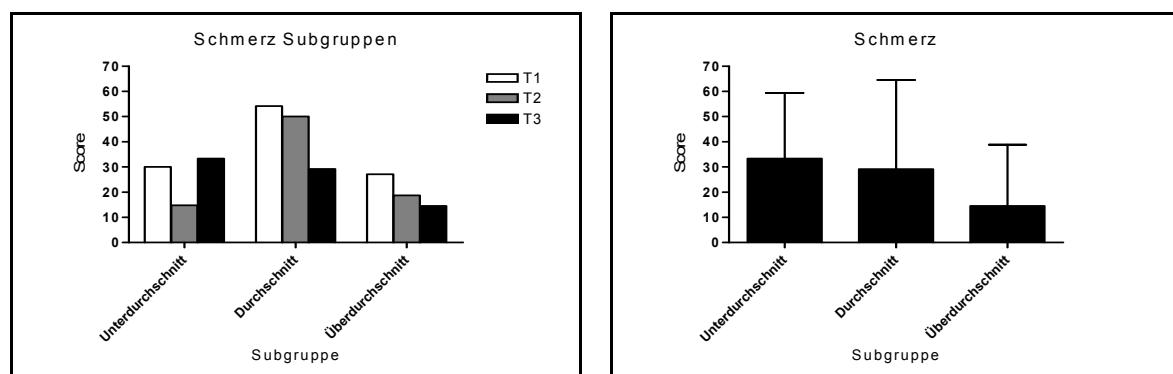 Schmerz Subgruppen
70
60
50
40
30
20
10
0
Score
T1
T2
T3
Unterdurchschnitt
Durchschnitt
Überdurchschnitt
Subgruppe
Schmerz
70
60
50
40
30
20
10
0
Score
Unterdurchschnitt
Durchschnitt
Überdurchschnitt
Subgruppe